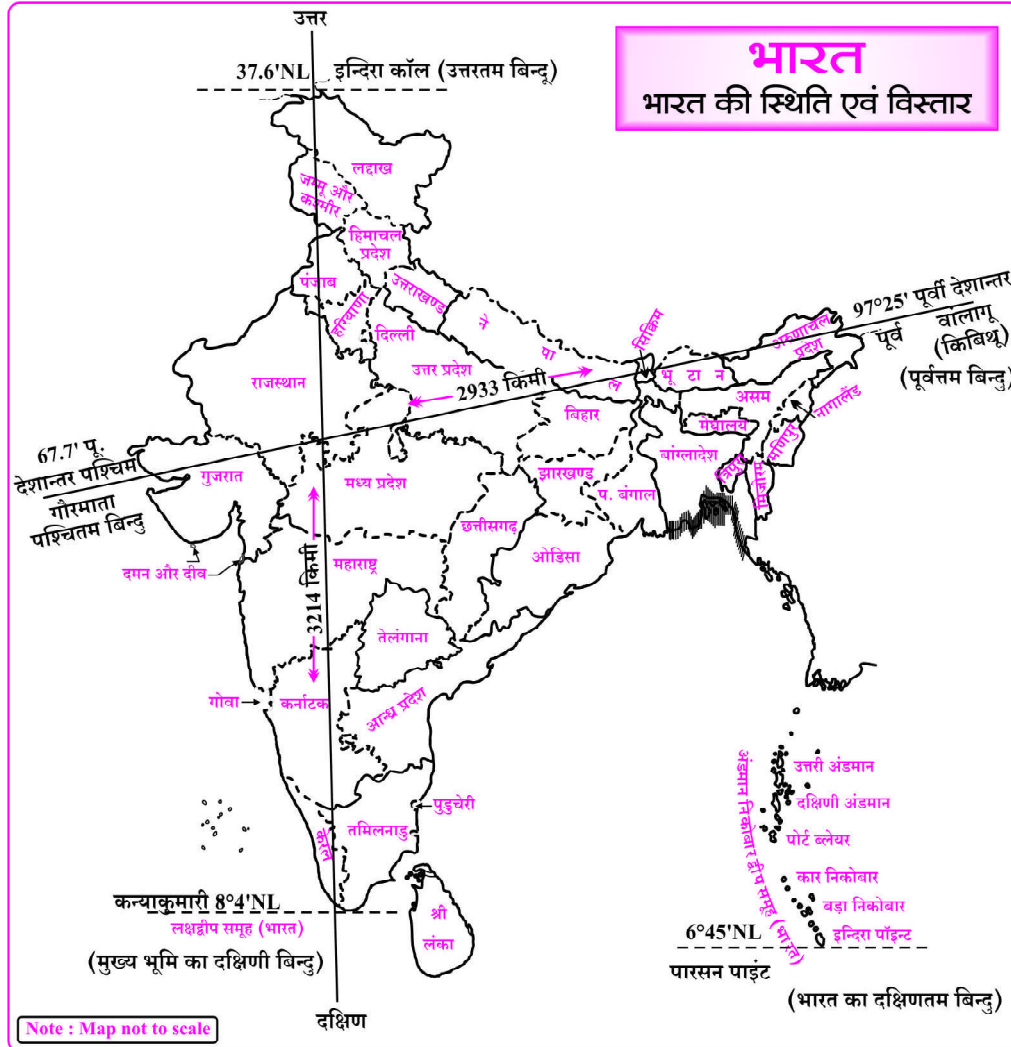 उत्तर
भारत
भारत की स्थिति एवं विस्तार
37.6'NL
इन्दिरा कॉल (उत्तरतम बिन्दू)
लद्दाख
जम्मू और
कश्मीर
हिमाचल
प्रदेश
पंजाब
उत्तराखण्ड
हरियाणा
दिल्ली
ने
पा
ल
सिक्किम
भू टा न
अरुणाचल
प्रदेश
97°25' पूर्वी देशान्तर
पूर्व
वालागू
(किबिथू)
(पूर्वत्तम बिन्दु)
राजस्थान
उत्तर प्रदेश
2933 किमी
बिहार
असम
नागालैंड
मेघालय
मणिपुर
बांग्लादेश
त्रिपुरा
मिजोरम
67.7' पू.
देशान्तर पश्चिम
गौरमाता
पश्चितम बिन्दु
गुजरात
मध्य प्रदेश
झारखण्ड
प. बंगाल
छत्तीसगढ़
ओडिसा
दमन और दीव
महाराष्ट्र
3214 किमी
तेलंगाना
गोवा
कर्नाटक
आन्ध्र प्रदेश
पुडुचेरी
तमिलनाडु
केरल
अंडमान निकोबार द्वीप समूह (भारत)
उत्तरी अंडमान
दक्षिणी अंडमान
पोर्ट ब्लेयर
कार निकोबार
बड़ा निकोबार
इन्दिरा पॉइन्ट
कन्याकुमारी 8°4'NL
लक्षद्वीप समूह (भारत)
(मुख्य भूमि का दक्षिणी बिन्दु)
श्री
लंका
6°45'NL
पारसन पाइंट
(भारत का दक्षिणतम बिन्दु)
दक्षिण
Note : Map not to scale